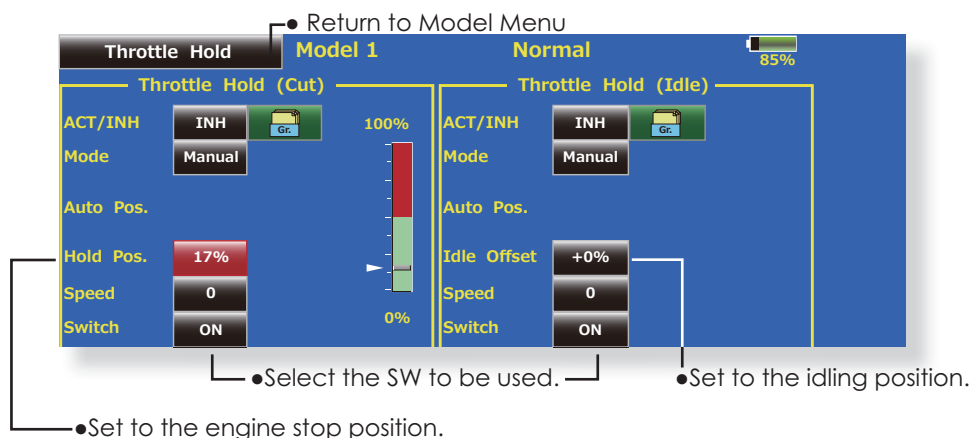 ● Return to Model Menu
Throttle Hold Model 1 Normal 85%
Throttle Hold (Cut) Throttle Hold (Idle)
ACT/INH INH Gr. 100% ACT/INH INH Gr.
Mode Manual Mode Manual
Auto Pos. Auto Pos.
Hold Pos. 17% Idle Offset +0%
Speed 0 Speed 0
Switch ON 0% Switch ON
●Select the SW to be used. ●Set to the idling position.
●Set to the engine stop position.